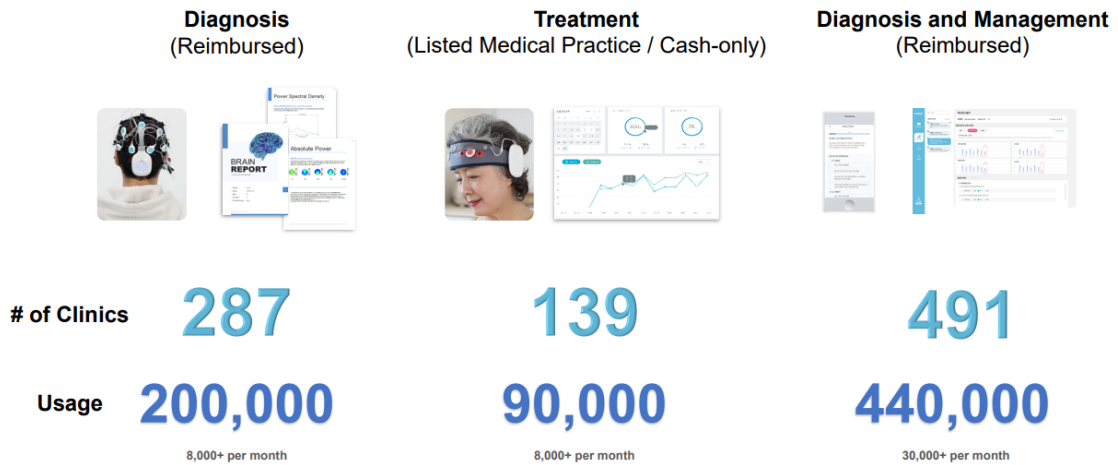 Diagnosis
(Reimbursed)
Treatment
(Listed Medical Practice / Cash-only)
Diagnosis and Management
(Reimbursed)
Power Spectral Density
BRAIN
REPORT
Absolute Power
# of Clinics
287
139
491
Usage
200,000
90,000
440,000
8,000+ per month
8,000+ per month
30,000+ per month